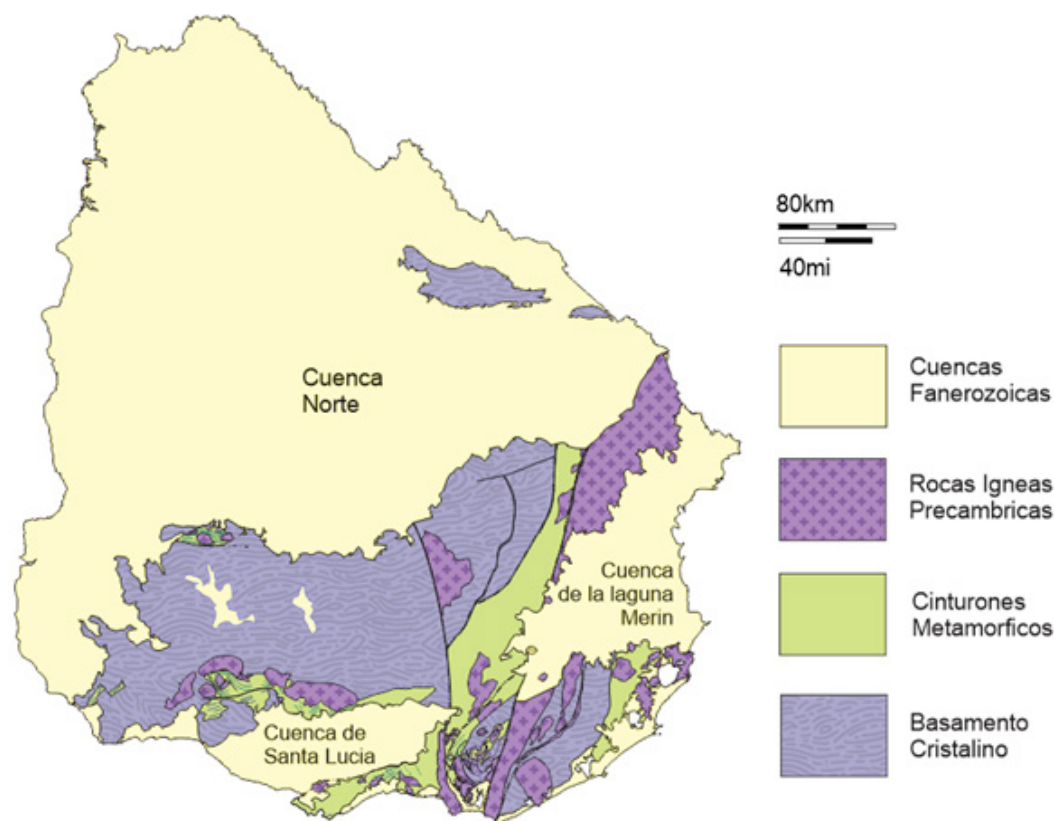 80km
40mi
Cuenca
Norte
Cuenca
de la laguna
Merin
Cuenca de
Santa Lucia
Cuencas
Fanerozoicas
Rocas Igneas
Precambricas
Cinturones
Metamorficos
Basamento
Cristalino